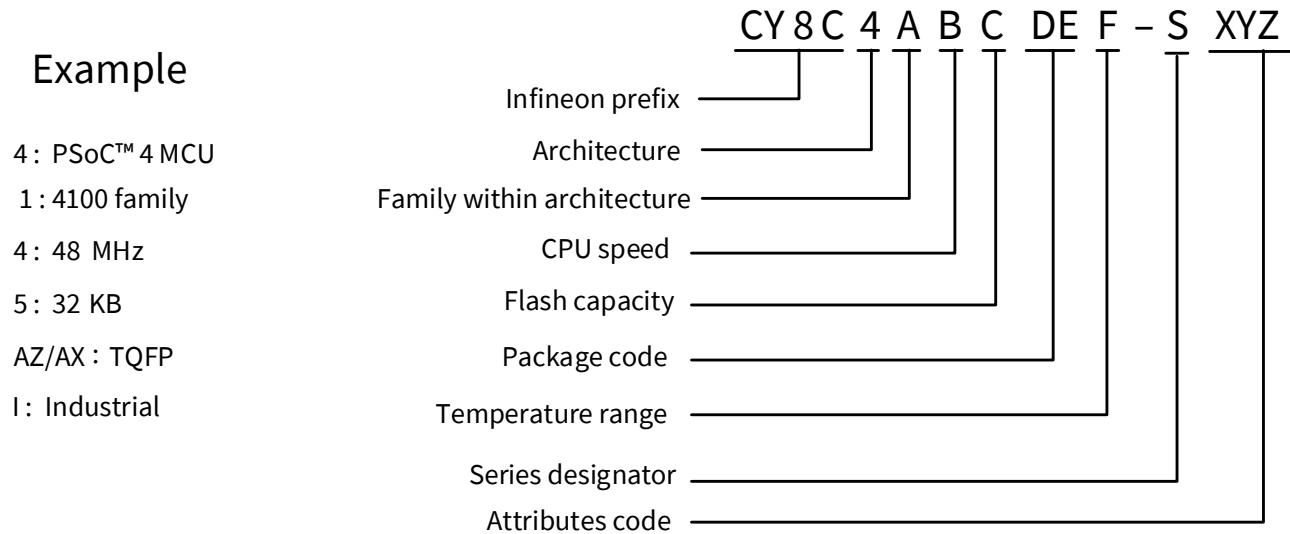 CY8C 4 A B C DE F – S XYZ
Example
Infineon prefix
4: PSoC™ 4 MCU
Architecture
1: 4100 family
Family within architecture
4: 48 MHz
CPU speed
5: 32 KB
Flash capacity
AZ/AX: TQFP
Package code
I: Industrial
Temperature range
Series designator
Attributes code